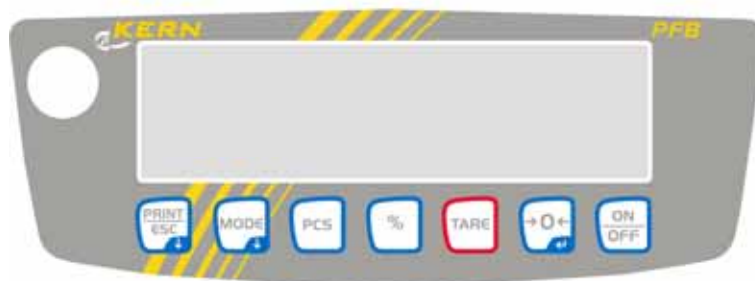 KERN PFB
PRINT
ESC
MODE
PCS
%
TARE
→0←
ON
OFF